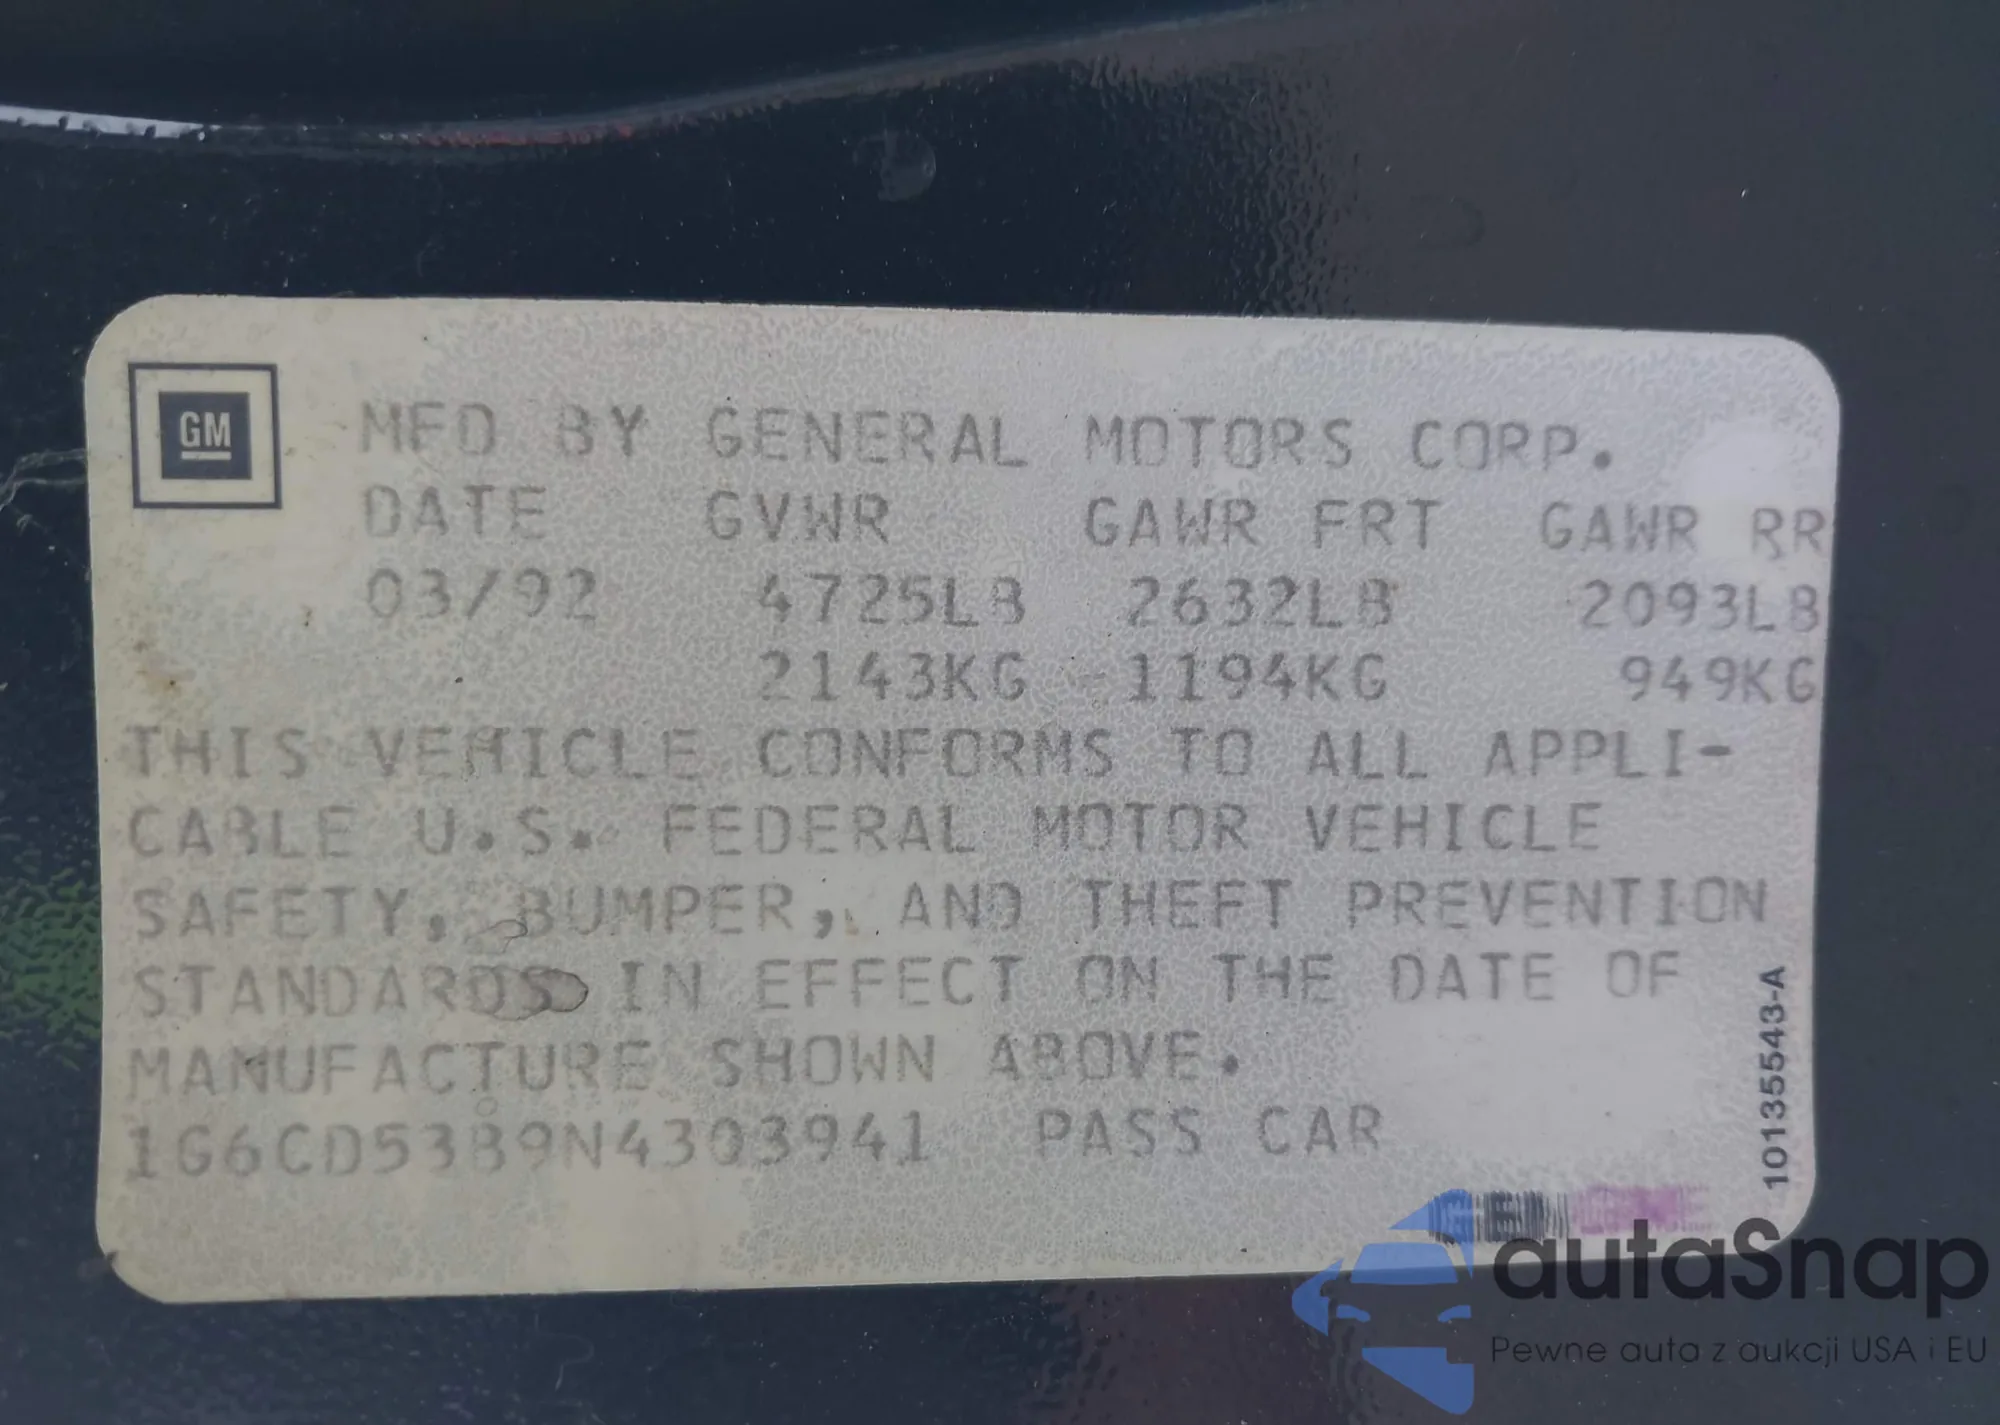 GM
MFD BY GENERAL MOTORS CORP.
DATE GVWR GAWR FRT GAWR RR
03/92 4725LB 2632LB 2093LB
2143KG 1194KG 949KG
THIS VEHICLE CONFORMS TO ALL APPLI-
CABLE U.S. FEDERAL MOTOR VEHICLE
SAFETY, BUMPER, AND THEFT PREVENTION
STANDARDS IN EFFECT ON THE DATE OF
MANUFACTURE SHOWN ABOVE.
1G6CD53B9N4303941 PASS CAR
10135543-A
autaSnap
Pewne auta z aukcji USA i EU